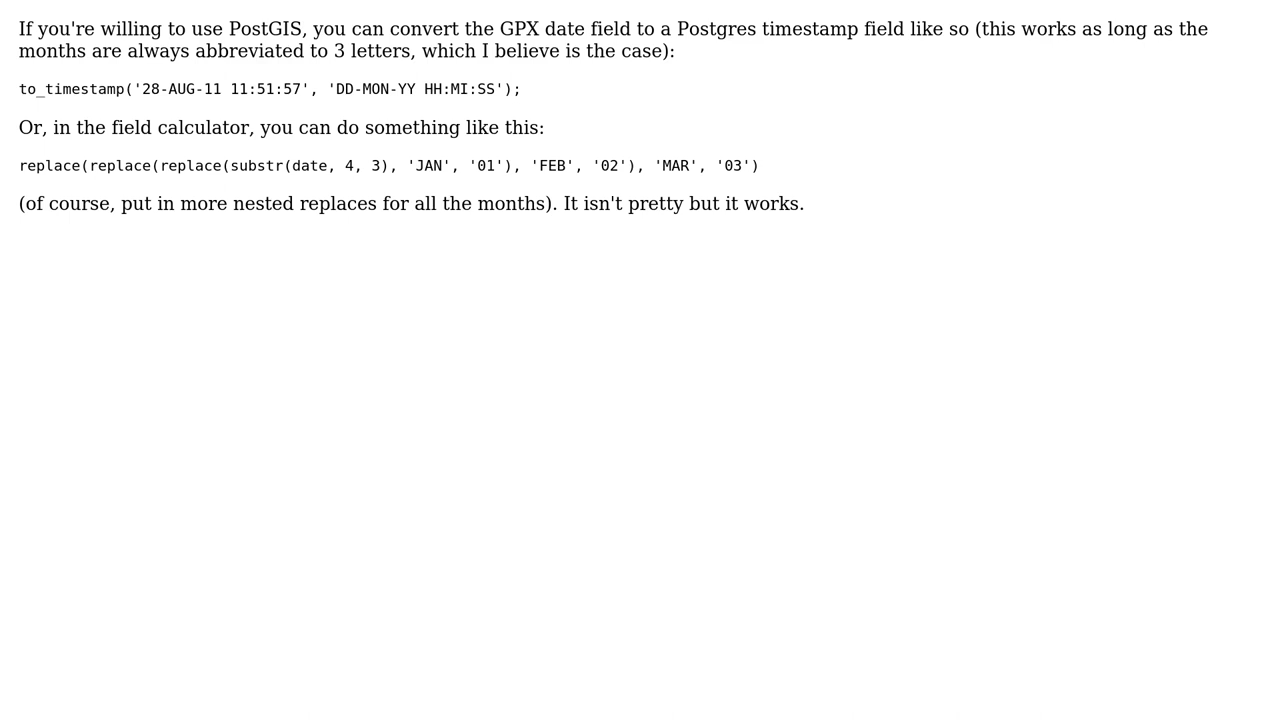 If you're willing to use PostGIS, you can convert the GPX date field to a Postgres timestamp field like so (this works as long as the
months are always abbreviated to 3 letters, which I believe is the case):
to_timestamp('28-AUG-11 11:51:57', 'DD-MON-YY HH:MI:SS');
Or, in the field calculator, you can do something like this:
replace(replace(replace(substr(date, 4, 3), 'JAN', '01'), 'FEB', '02'), 'MAR', '03')
(of course, put in more nested replaces for all the months). It isn't pretty but it works.